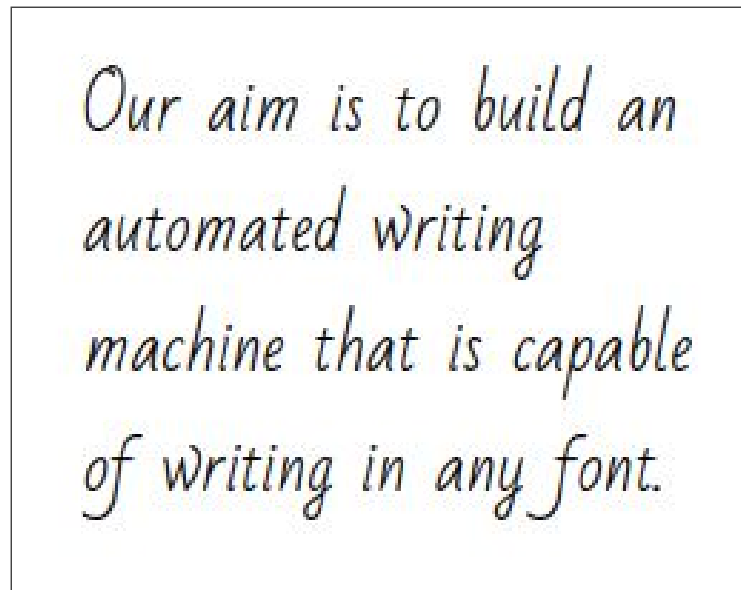 Our aim is to build an
automated writing
machine that is capable
of writing in any font.